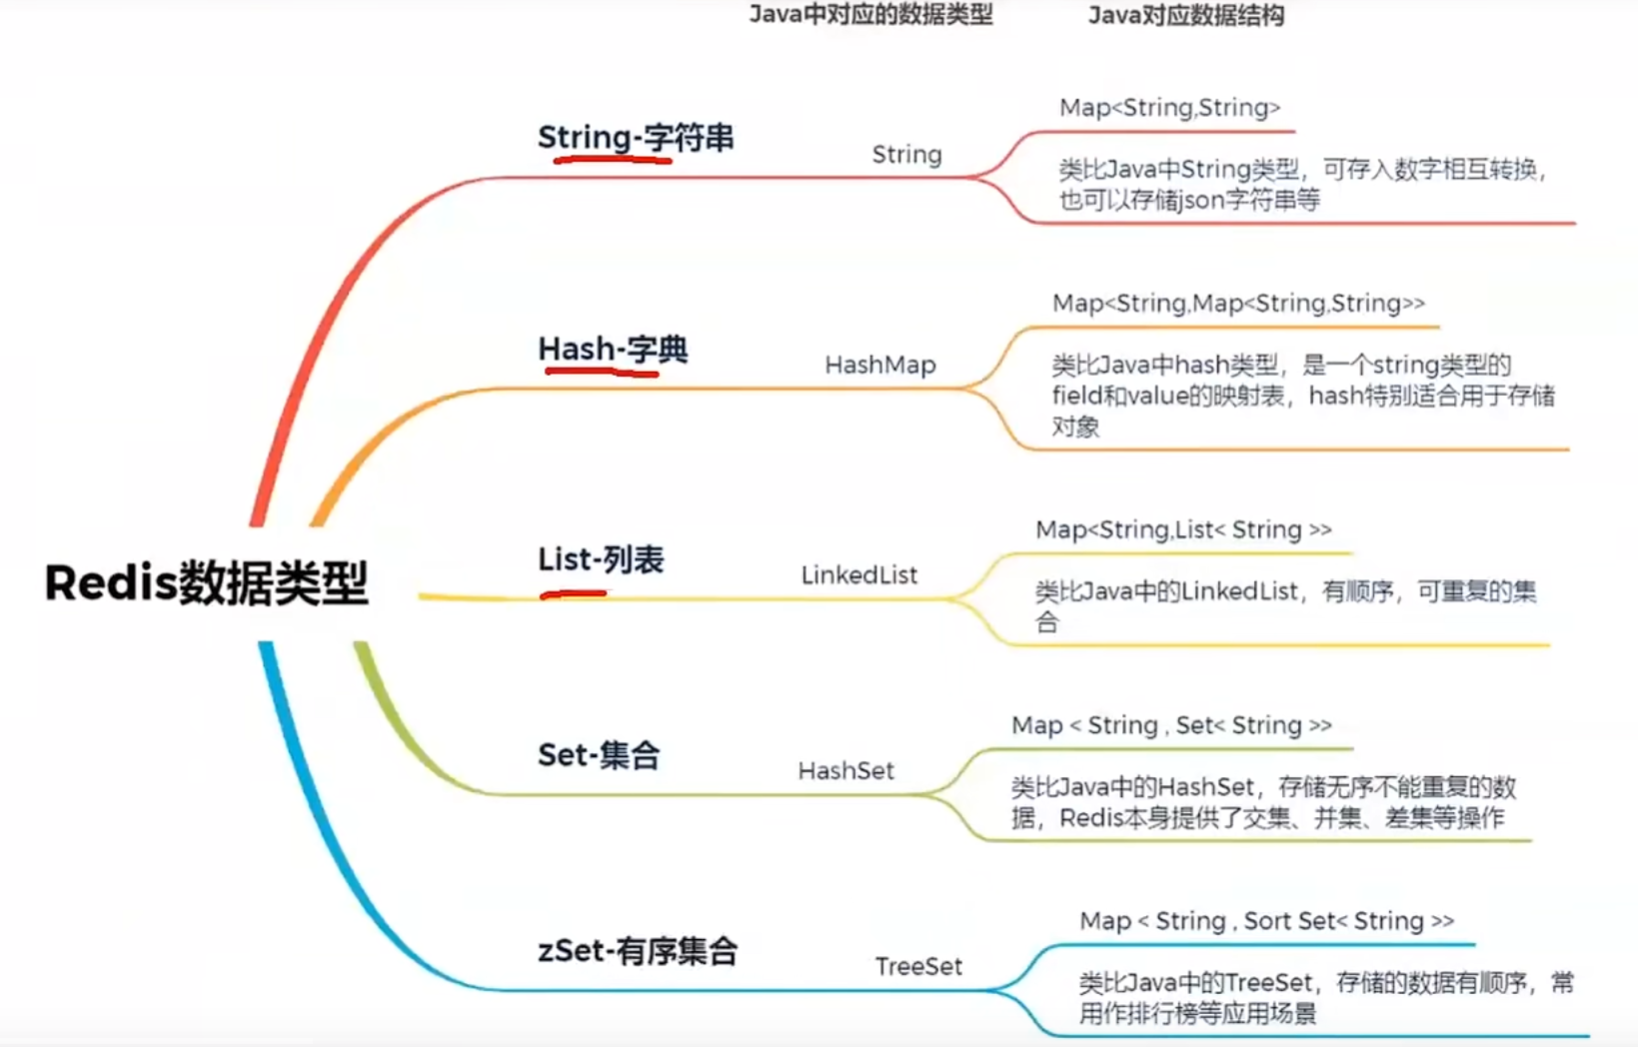 Java中对应的数据类型
Java对应数据结构
Redis数据类型
String-字符串
String
Map<String,String>
类比Java中String类型，可存入数字相互转换，
也可以存储json字符串等
Hash-字典
HashMap
Map<String,Map<String,String>>
类比Java中hash类型，是一个string类型的
field和value的映射表，hash特别适合用于存储
对象
List-列表
LinkedList
Map<String,List< String >>
类比Java中的LinkedList，有顺序，可重复的集
合
Set-集合
HashSet
Map < String , Set< String >>
类比Java中的HashSet，存储无序不能重复的数
据，Redis本身提供了交集、并集、差集等操作
zSet-有序集合
TreeSet
Map < String , Sort Set< String >>
类比Java中的TreeSet，存储的数据有顺序，常
用作排行榜等应用场景